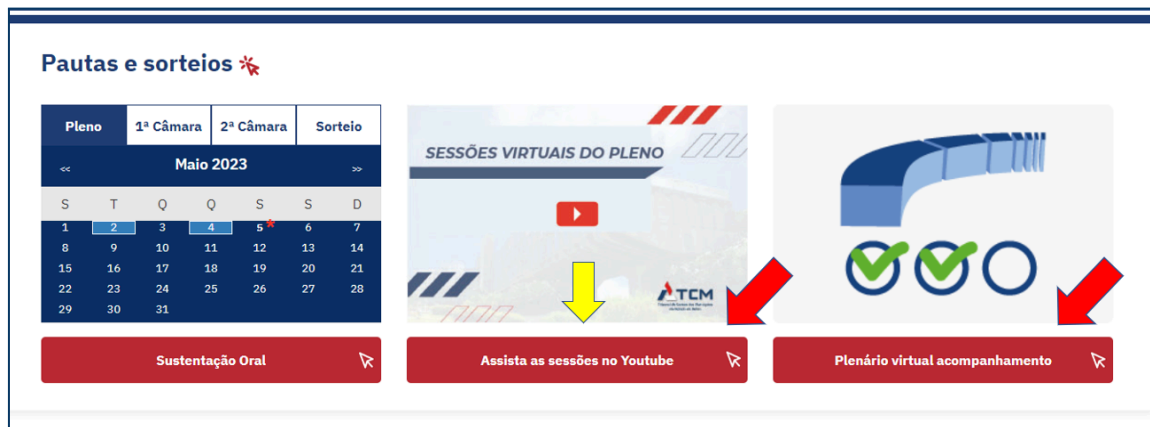 Pautas e sorteios
Pleno 1ª Câmara 2ª Câmara Sorteio
<< Maio 2023 >>
S T Q Q S S D
1 2 3 4 5* 6 7
8 9 10 11 12 13 14
15 16 17 18 19 20 21
22 23 24 25 26 27 28
29 30 31
Sustentação Oral
SESSÕES VIRTUAIS DO PLENO
TCM
Assista as sessões no Youtube
Plenário virtual acompanhamento